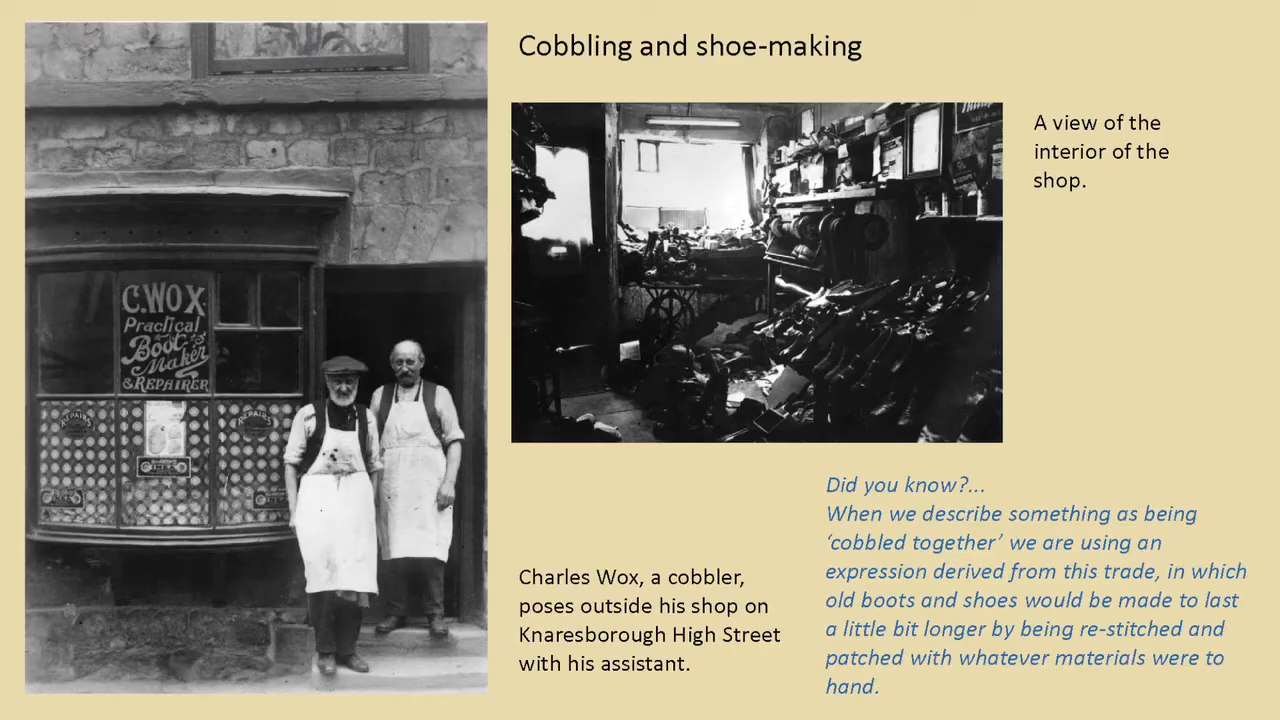 Cobbling and shoe-making
A view of the
interior of the
shop.
C.WOX
Practical
Boot
Maker
& REPAIRER
REPAIRS
REPAIRS
Charles Wox, a cobbler,
poses outside his shop on
Knaresborough High Street
with his assistant.
Did you know?...
When we describe something as being
‘cobbled together’ we are using an
expression derived from this trade, in which
old boots and shoes would be made to last
a little bit longer by being re-stitched and
patched with whatever materials were to
hand.